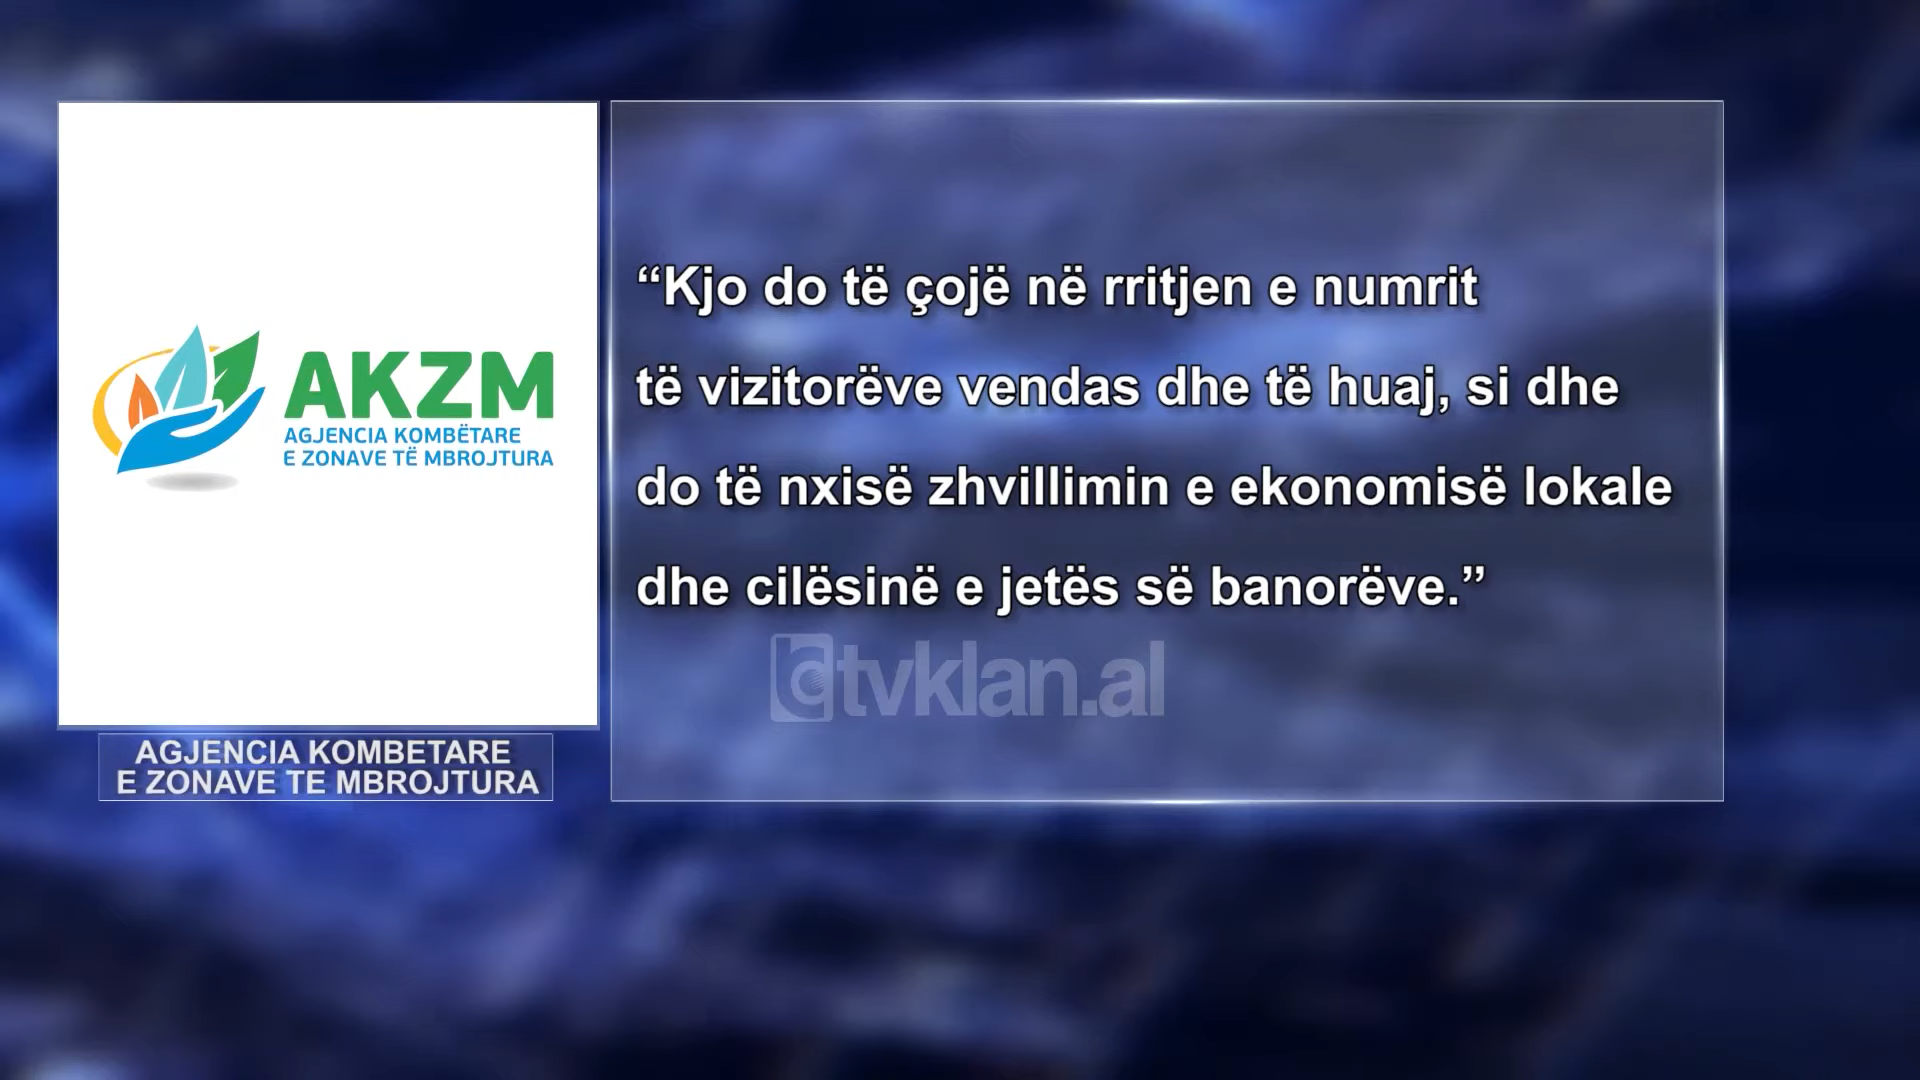 AKZM
AGJENCIA KOMBËTARE
E ZONAVE TË MBROJTURA
AGJENCIA KOMBETARE
E ZONAVE TE MBROJTURA
“Kjo do të çojë në rritjen e numrit
të vizitorëve vendas dhe të huaj, si dhe
do të nxisë zhvillimin e ekonomisë lokale
dhe cilësinë e jetës së banorëve.”
tvklan.al